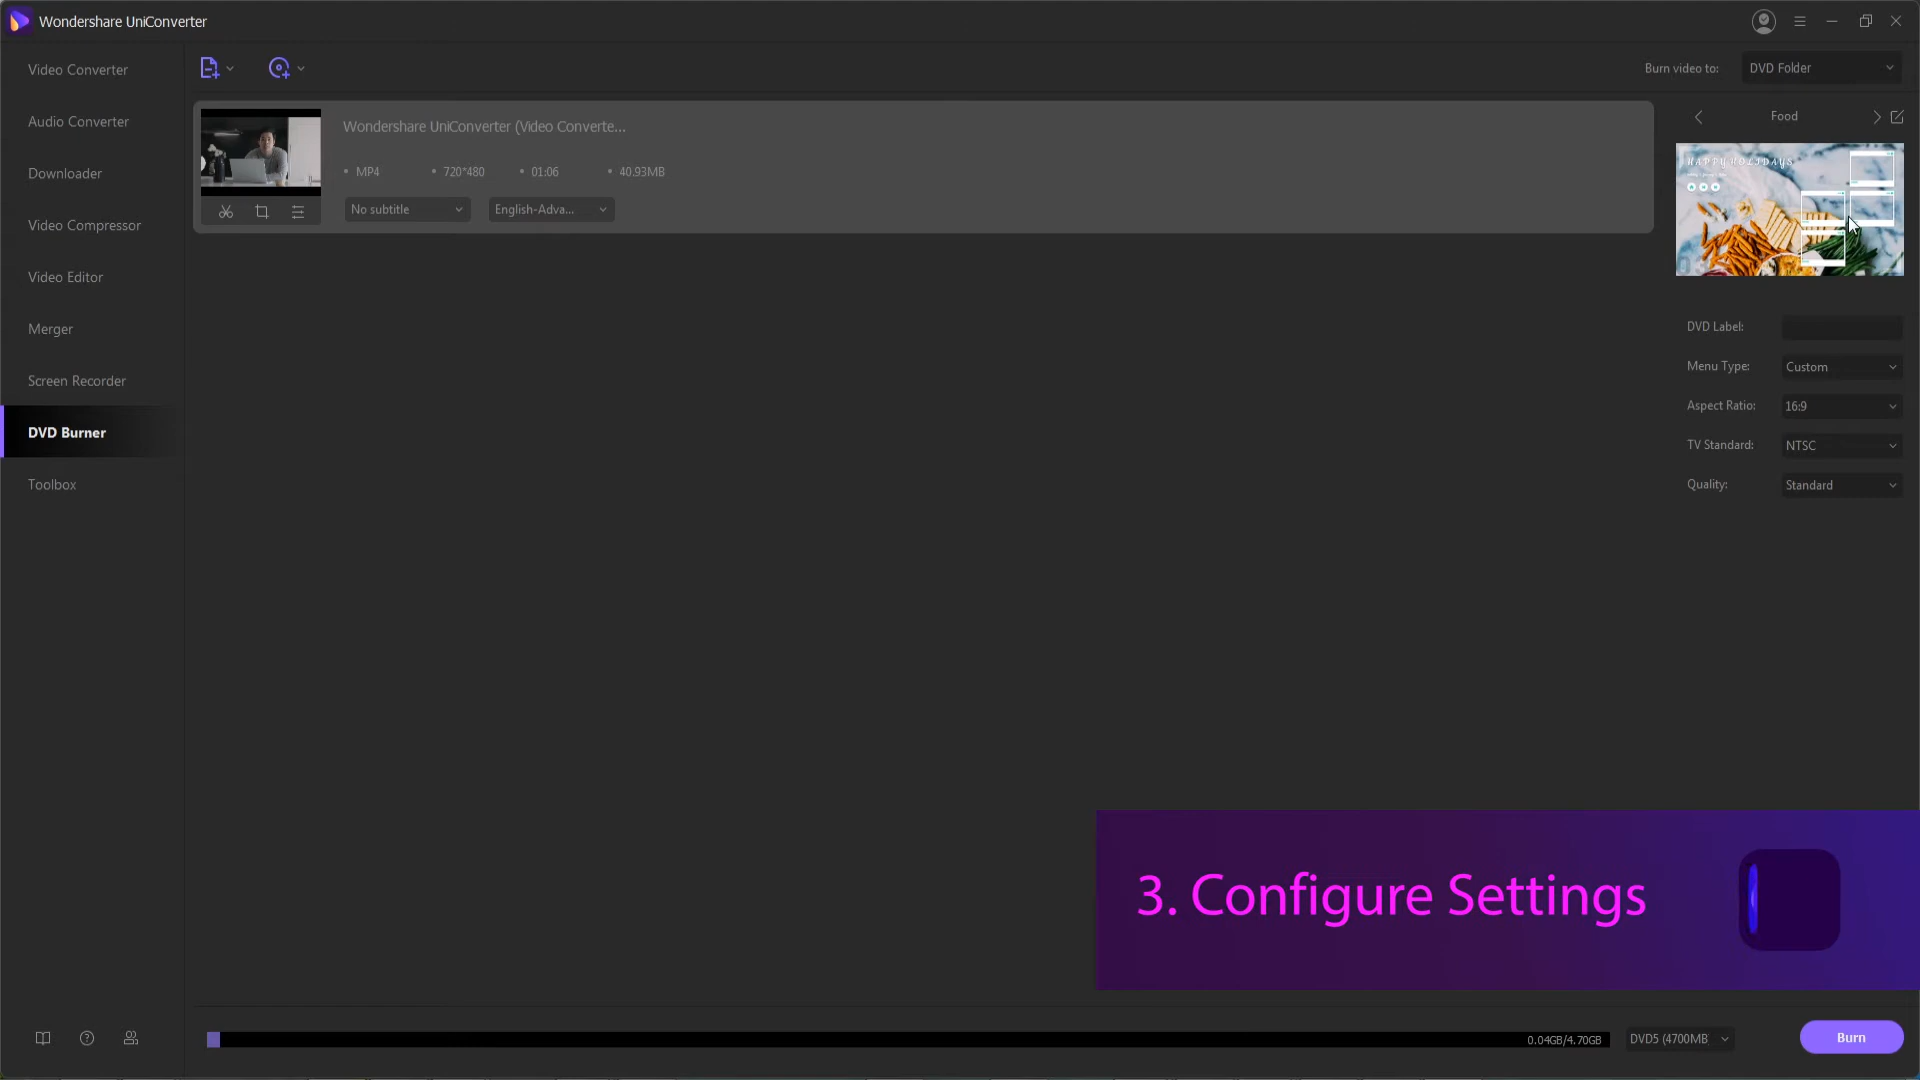 Wondershare UniConverter
Video Converter
Audio Converter
Downloader
Video Compressor
Video Editor
Merger
Screen Recorder
DVD Burner
Toolbox
Burn video to:
DVD Folder
Wondershare UniConverter (Video Converte...
MP4
720*480
01:06
40.93MB
No subtitle
English-Adva...
Food
HAPPY HOLIDAYS
DVD Label:
Menu Type:
Custom
Aspect Ratio:
16:9
TV Standard:
NTSC
Quality:
Standard
3. Configure Settings
0.04GB/4.70GB
DVD5 (4700MB
Burn